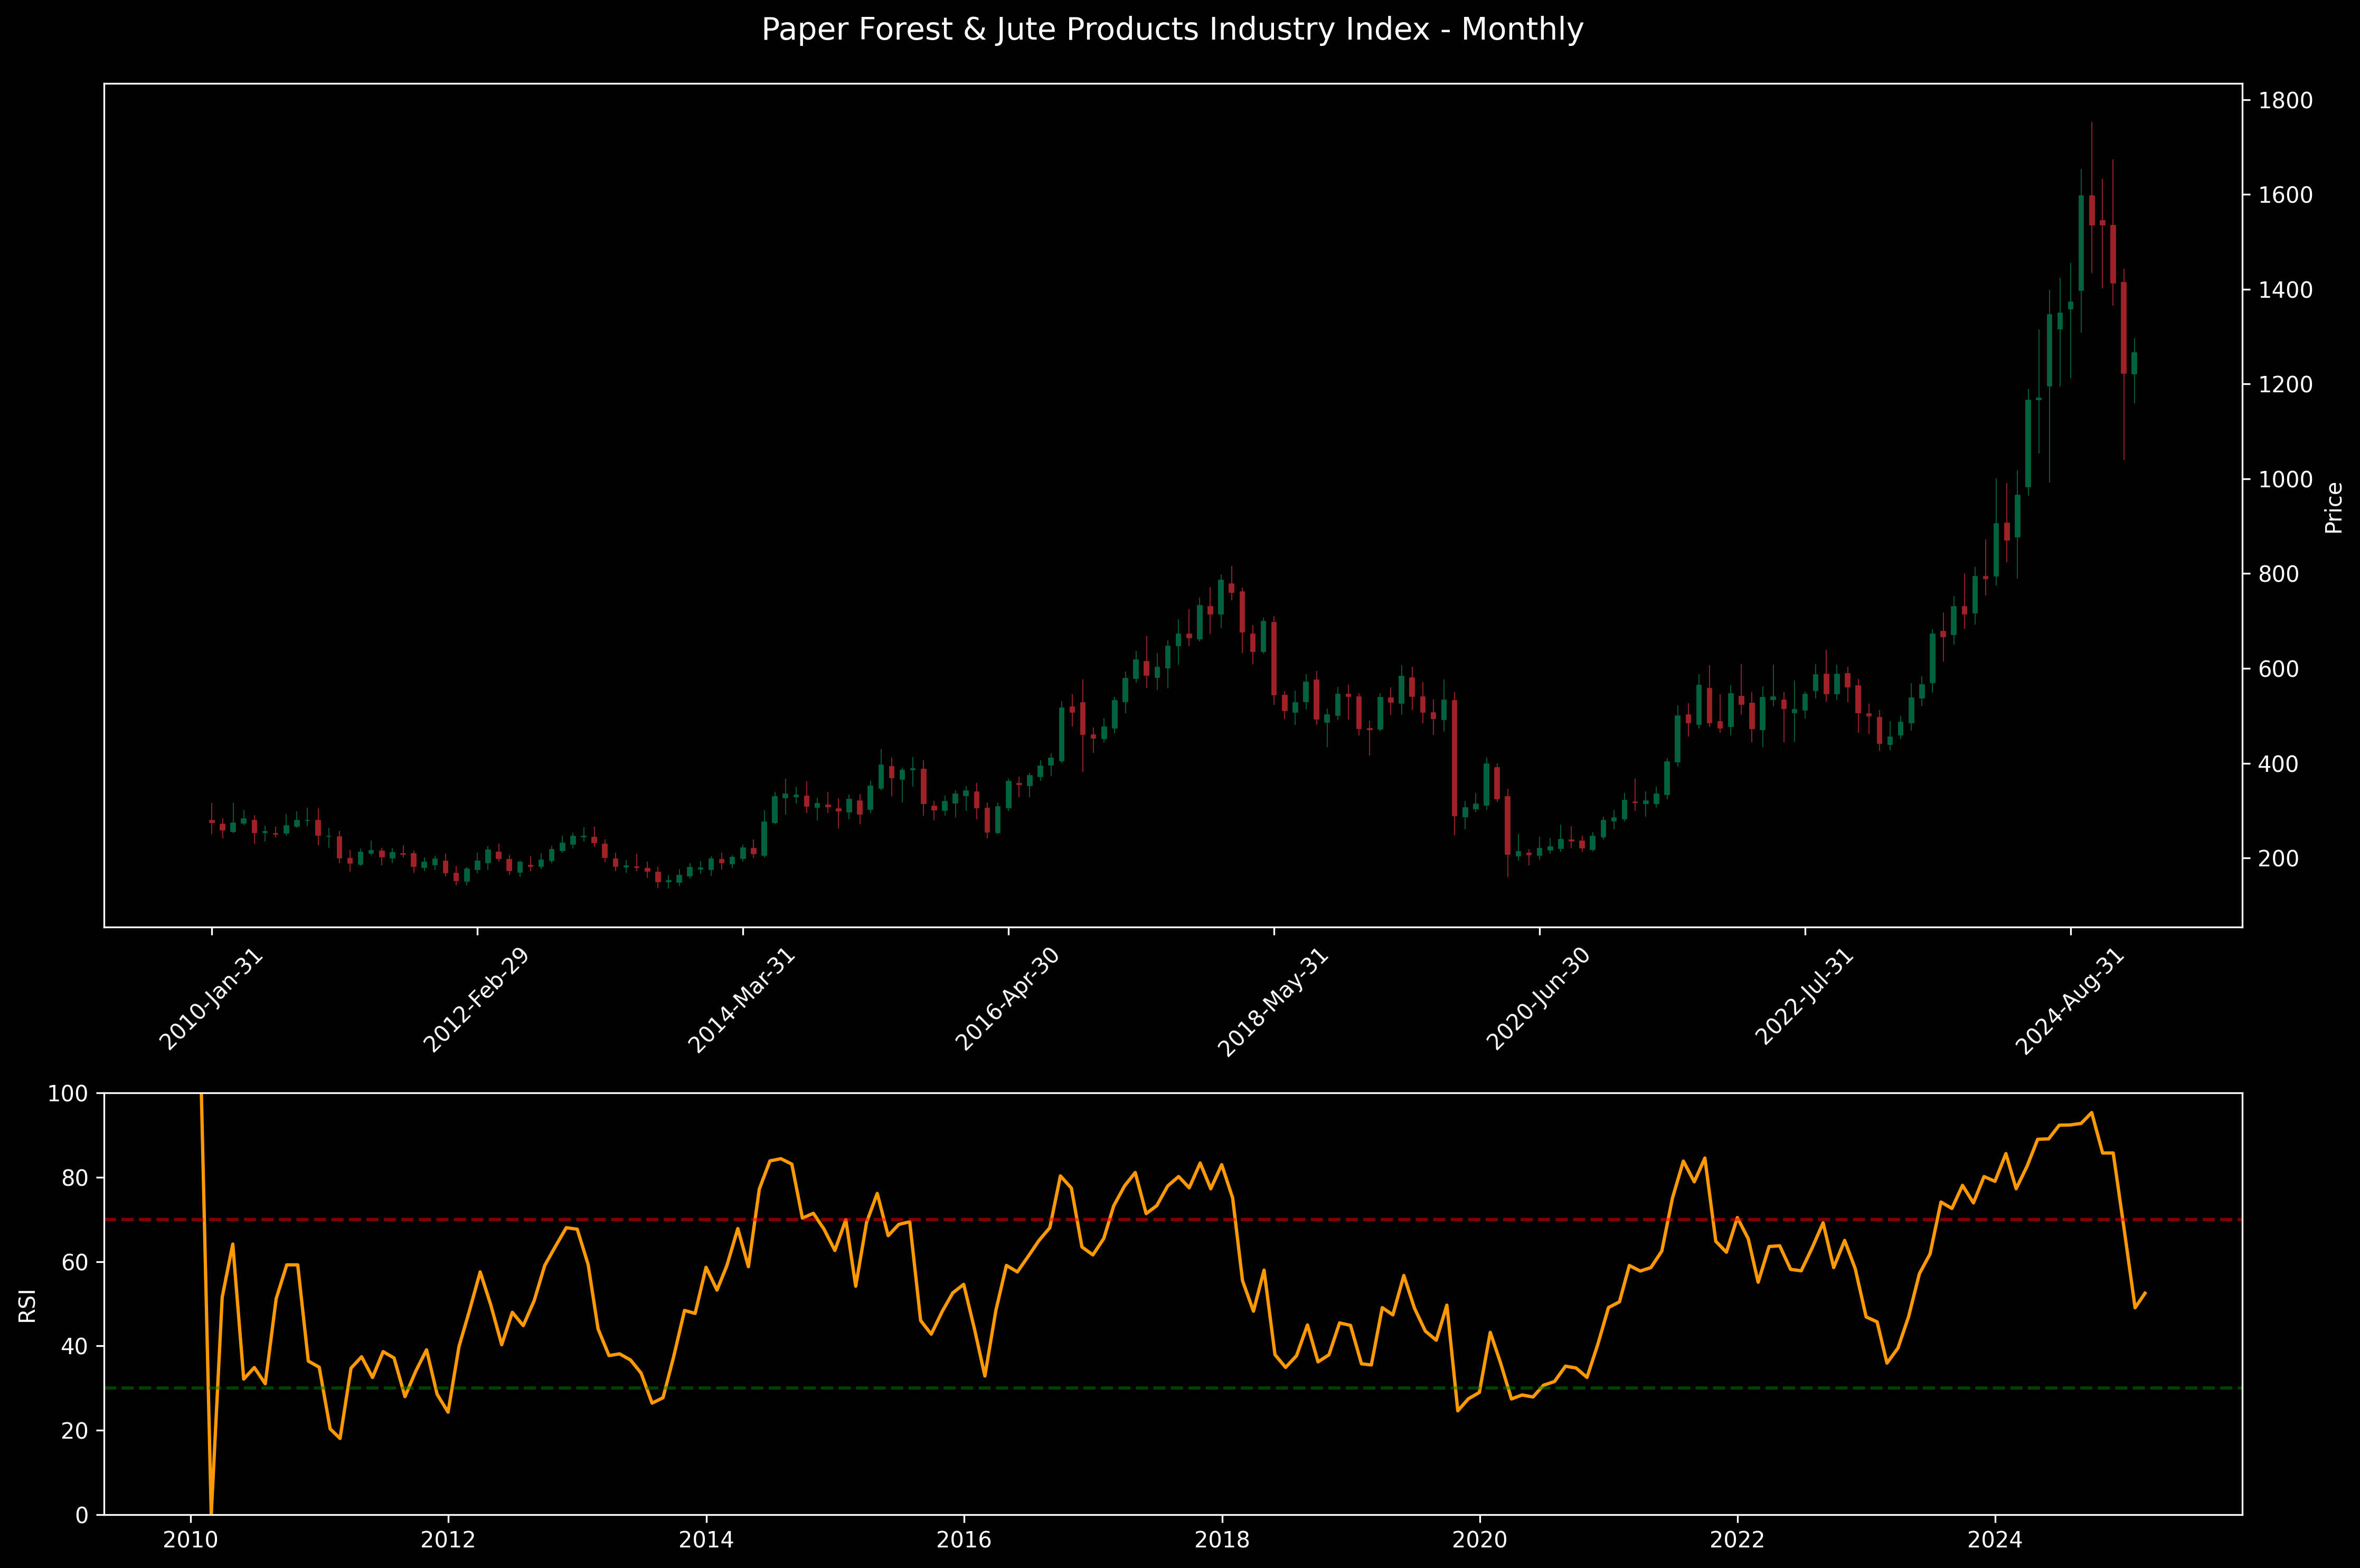 Paper Forest & Jute Products Industry Index - Monthly
1800
1600
1400
1200
1000
800
600
400
200
Price
2010-Jan-31
2012-Feb-29
2014-Mar-31
2016-Apr-30
2018-May-31
2020-Jun-30
2022-Jul-31
2024-Aug-31
100
80
60
40
20
0
RSI
2010
2012
2014
2016
2018
2020
2022
2024